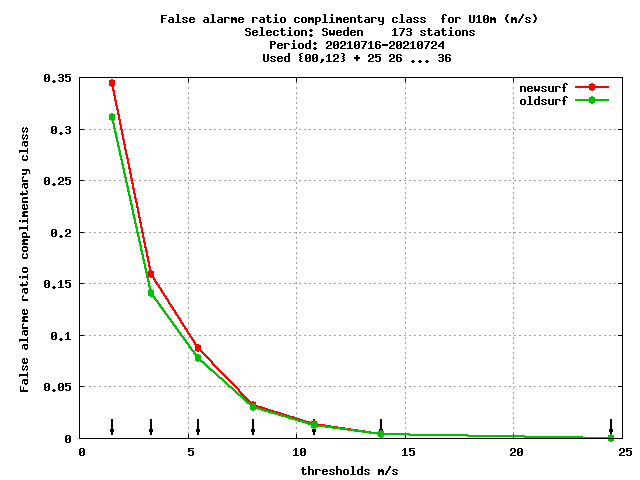 False alarme ratio complimentary class  for U10m (m/s)
Selection: Sweden    173 stations
Period: 20210716-20210724
Used {00,12} + 25 26 ... 36
newsurf
oldsurf
False alarme ratio complimentary class
0.35
0.3
0.25
0.2
0.15
0.1
0.05
0
0 5 10 15 20 25
thresholds m/s